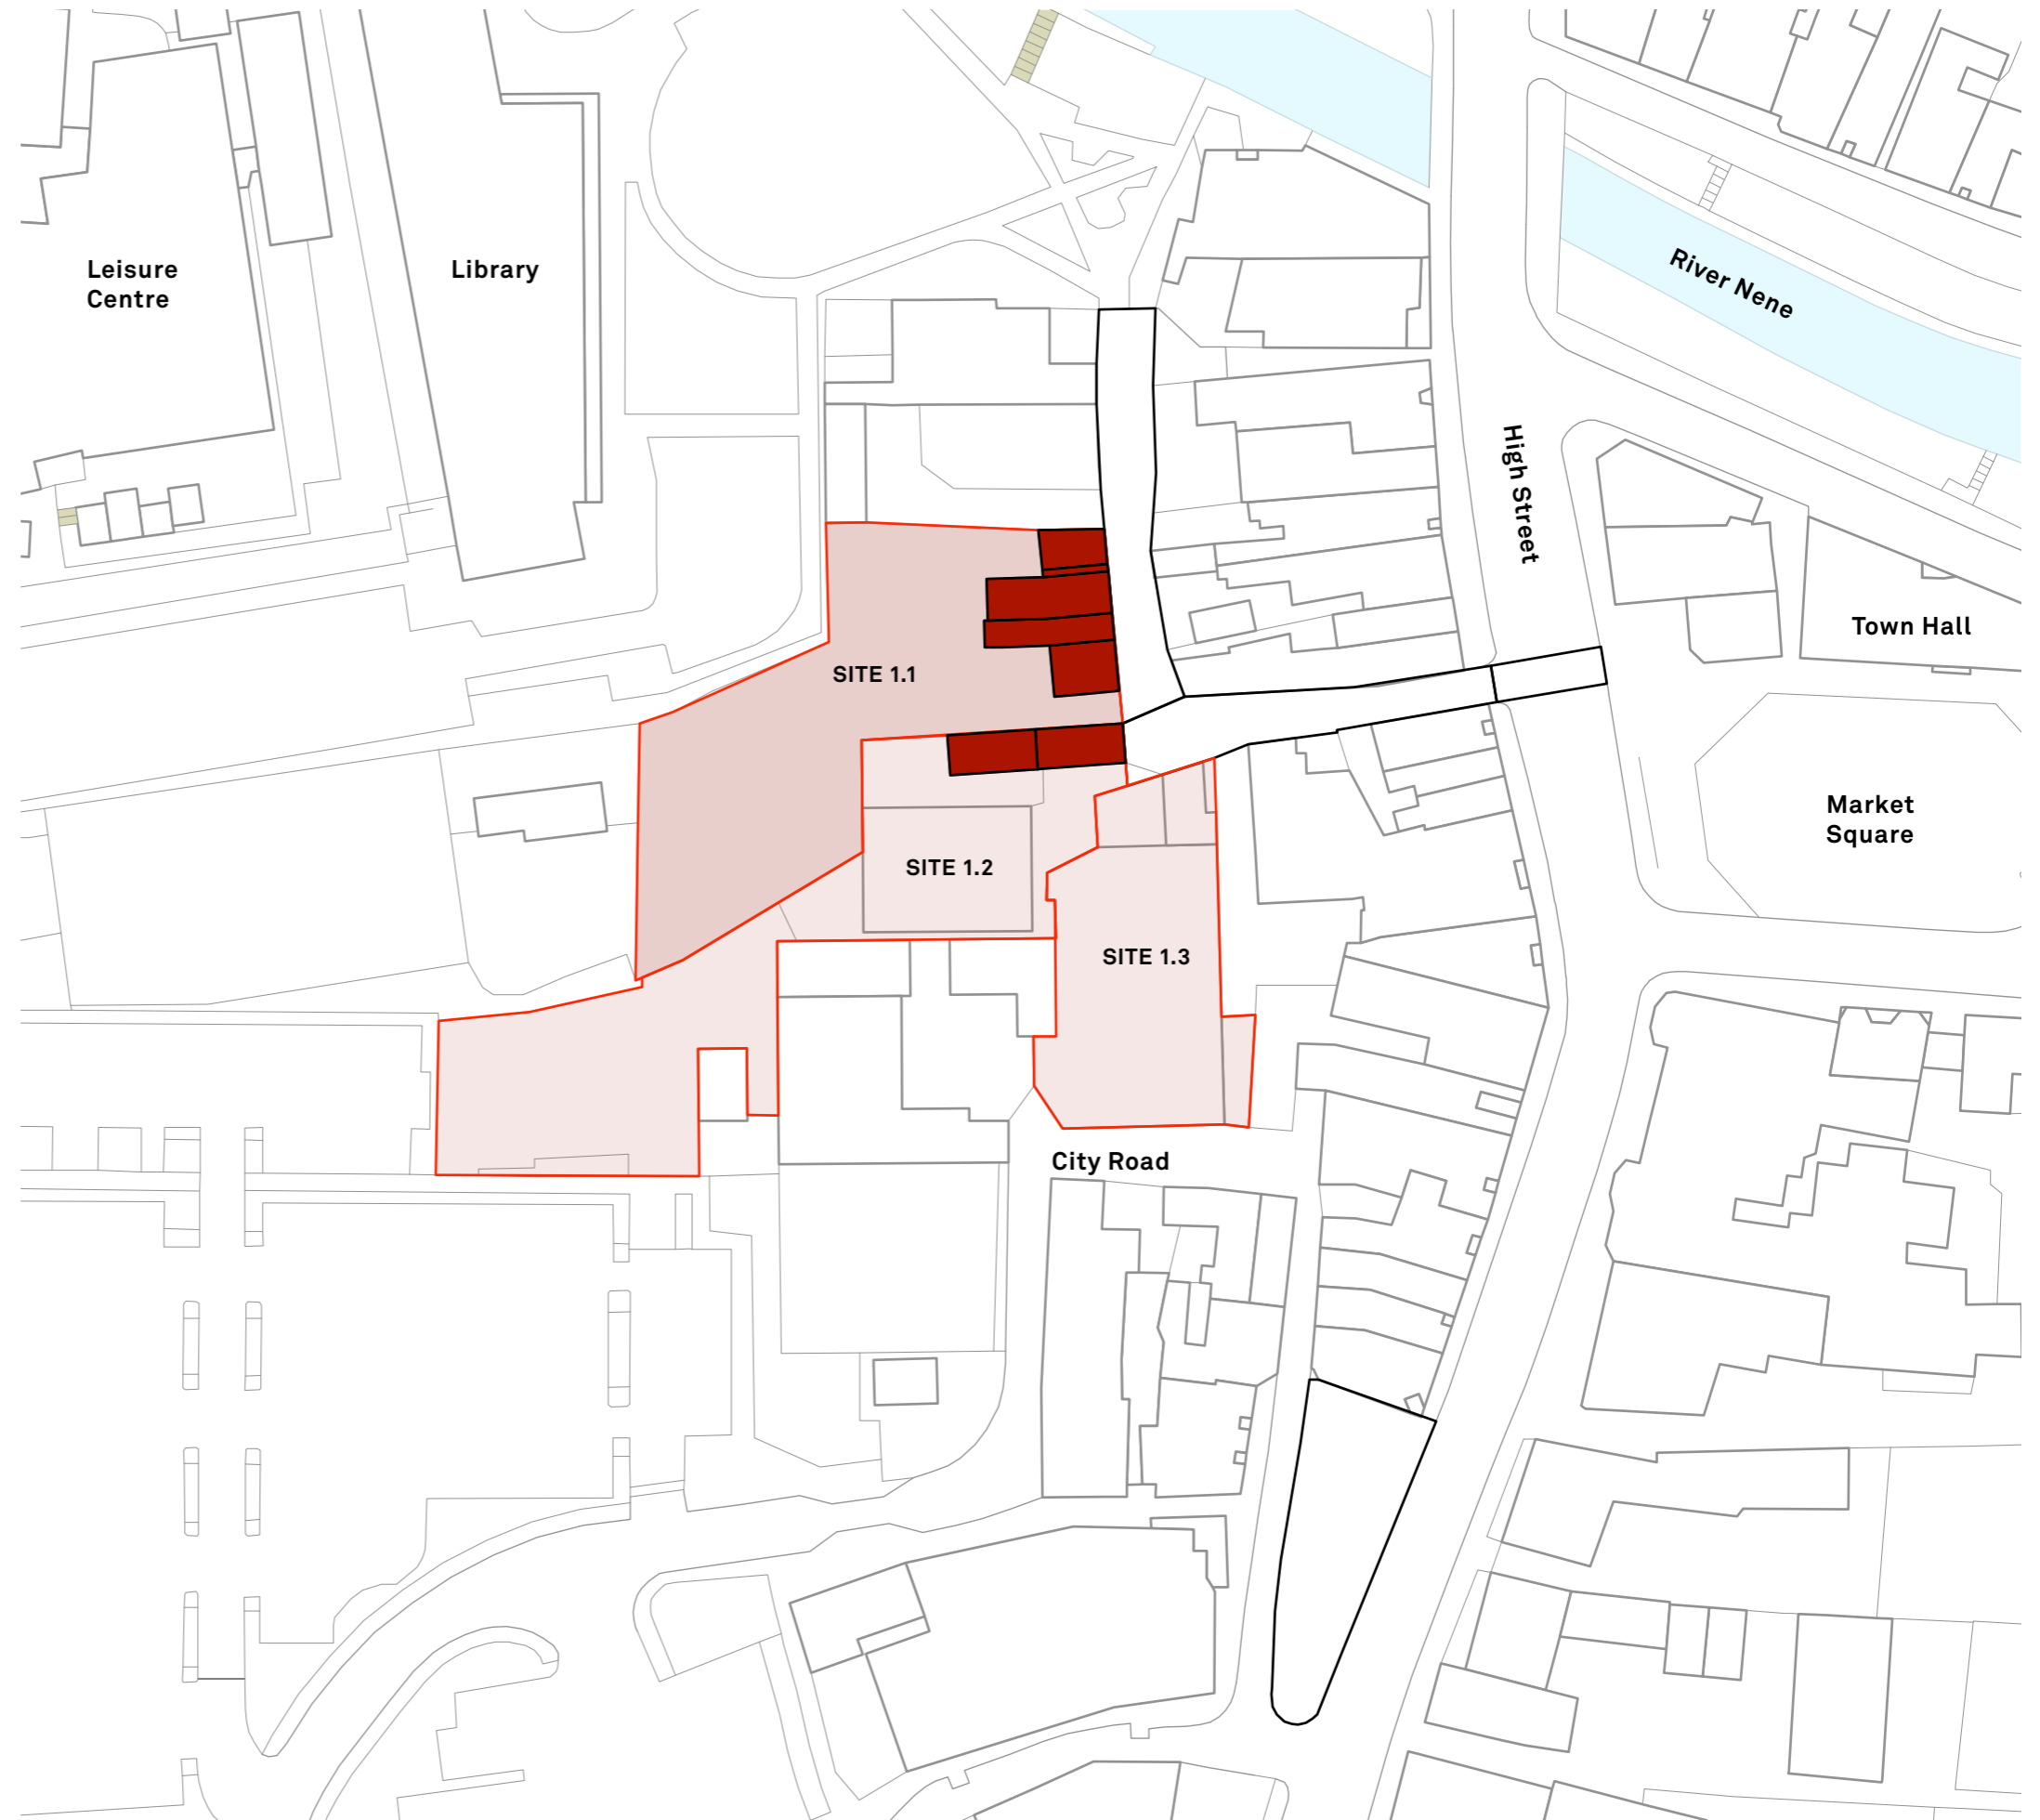 Leisure
Centre
Library
River Nene
High Street
Town Hall
SITE 1.1
Market
Square
SITE 1.2
SITE 1.3
City Road